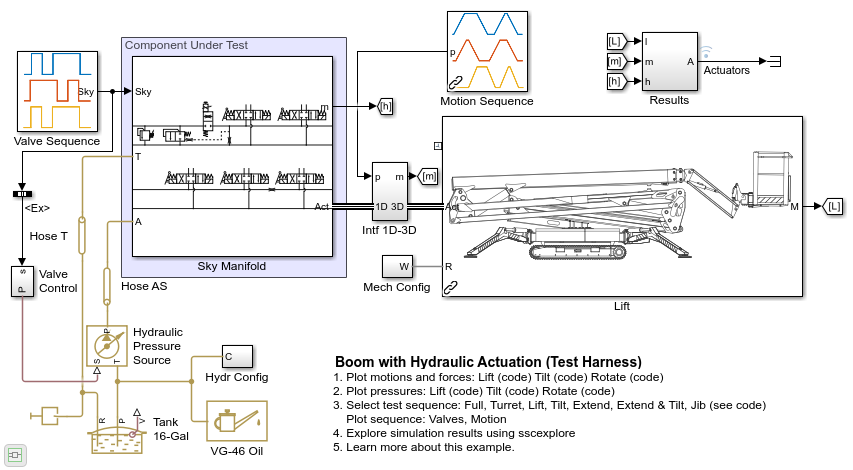 Component Under Test
Sky
Sky
m
[h]
T
A
Act
Sky Manifold
Valve Sequence
<Ex>
Hose T
s
P
Valve
Control
Hose AS
p
Motion Sequence
[L]
[m]
[h]
l
m
h
A
Results
Actuators
p
m
1D
3D
[m]
Intf 1D-3D
W
Mech Config
Act
R
M
[L]
Lift
P
S
T
Hydraulic
Pressure
Source
C
Hydr Config
R
P
V
Tank
16-Gal
VG-46 Oil
Boom with Hydraulic Actuation (Test Harness)
1. Plot motions and forces: Lift (code) Tilt (code) Rotate (code)
2. Plot pressures: Lift (code) Tilt (code) Rotate (code)
3. Select test sequence: Full, Turret, Lift, Tilt, Extend, Extend & Tilt, Jib (see code)
Plot sequence: Valves, Motion
4. Explore simulation results using sscexplore
5. Learn more about this example.